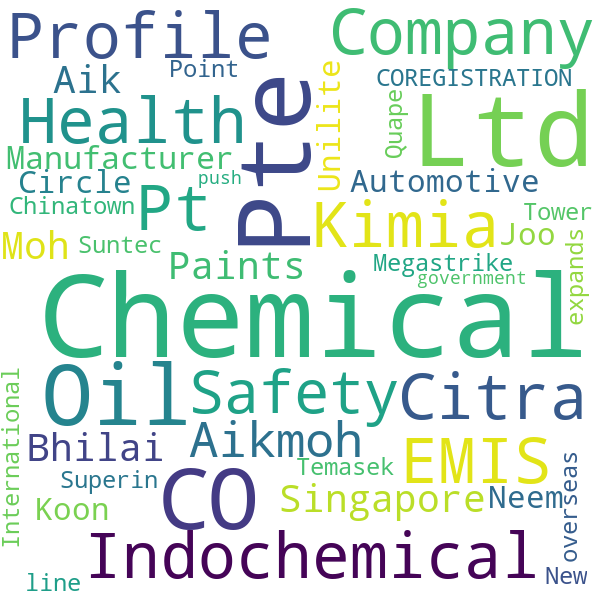 Profile
Company
Aik
Point
COREGISTRATION
Health
Pte
Unilite
Quape
Ltd
Manufacturer
Circle
push
Automotive
Chinatown
Pt
Kimia
Tower
Moh
Suntec
Joo
Paints
Megastrike
expands
government
Chemical
Oil
Safety
Citra
International
Bhilai
Aikmoh
EMIS
Temasek
Superin
CO
Singapore
Neem
overseas
Koon
Indochemical
line
New